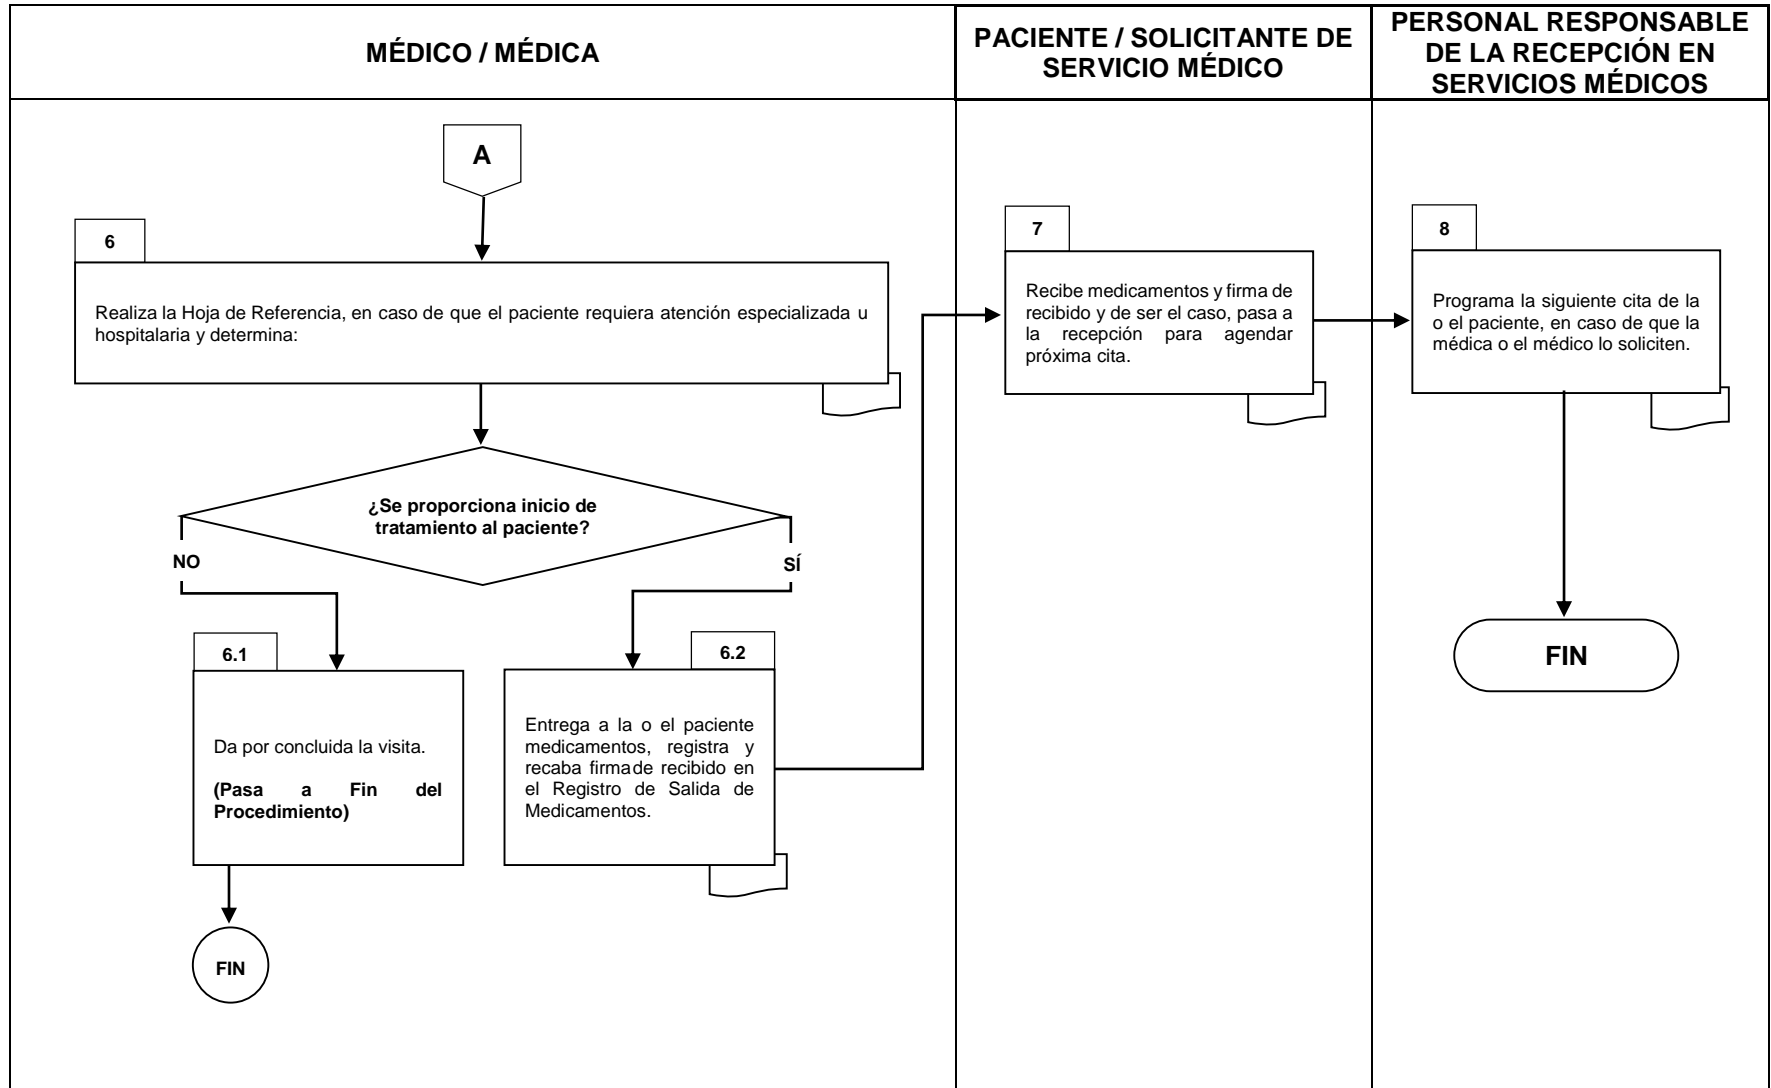 MÉDICO / MÉDICA
PACIENTE / SOLICITANTE DE
SERVICIO MÉDICO
PERSONAL RESPONSABLE
DE LA RECEPCIÓN EN
SERVICIOS MÉDICOS
A
6
Realiza la Hoja de Referencia, en caso de que el paciente requiera atención especializada u
hospitalaria y determina:
¿Se proporciona inicio de
tratamiento al paciente?
NO
SÍ
6.1
Da por concluida la visita.
(Pasa a Fin del
Procedimiento)
FIN
6.2
Entrega a la o el paciente
medicamentos, registra y
recaba firma de recibido en
el Registro de Salida de
Medicamentos.
7
Recibe medicamentos y firma de
recibido y de ser el caso, pasa a
la recepción para agendar
próxima cita.
8
Programa la siguiente cita de la
o el paciente, en caso de que la
médica o el médico lo soliciten.
FIN